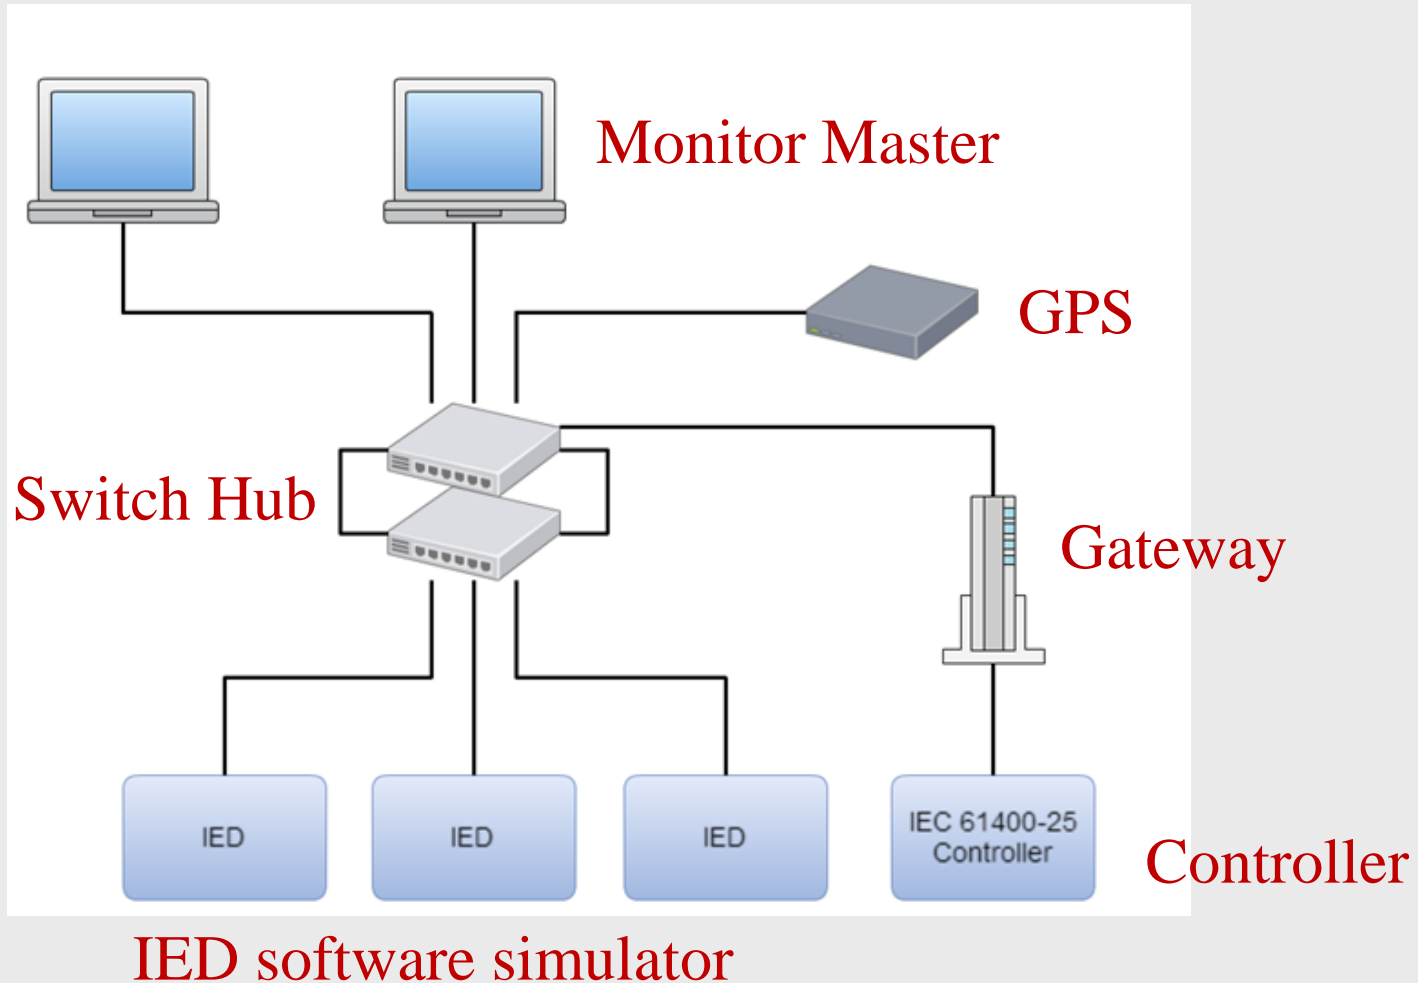 Monitor Master
GPS
Switch Hub
Gateway
IED
IED
IED
IEC 61400-25
Controller
Controller
IED software simulator